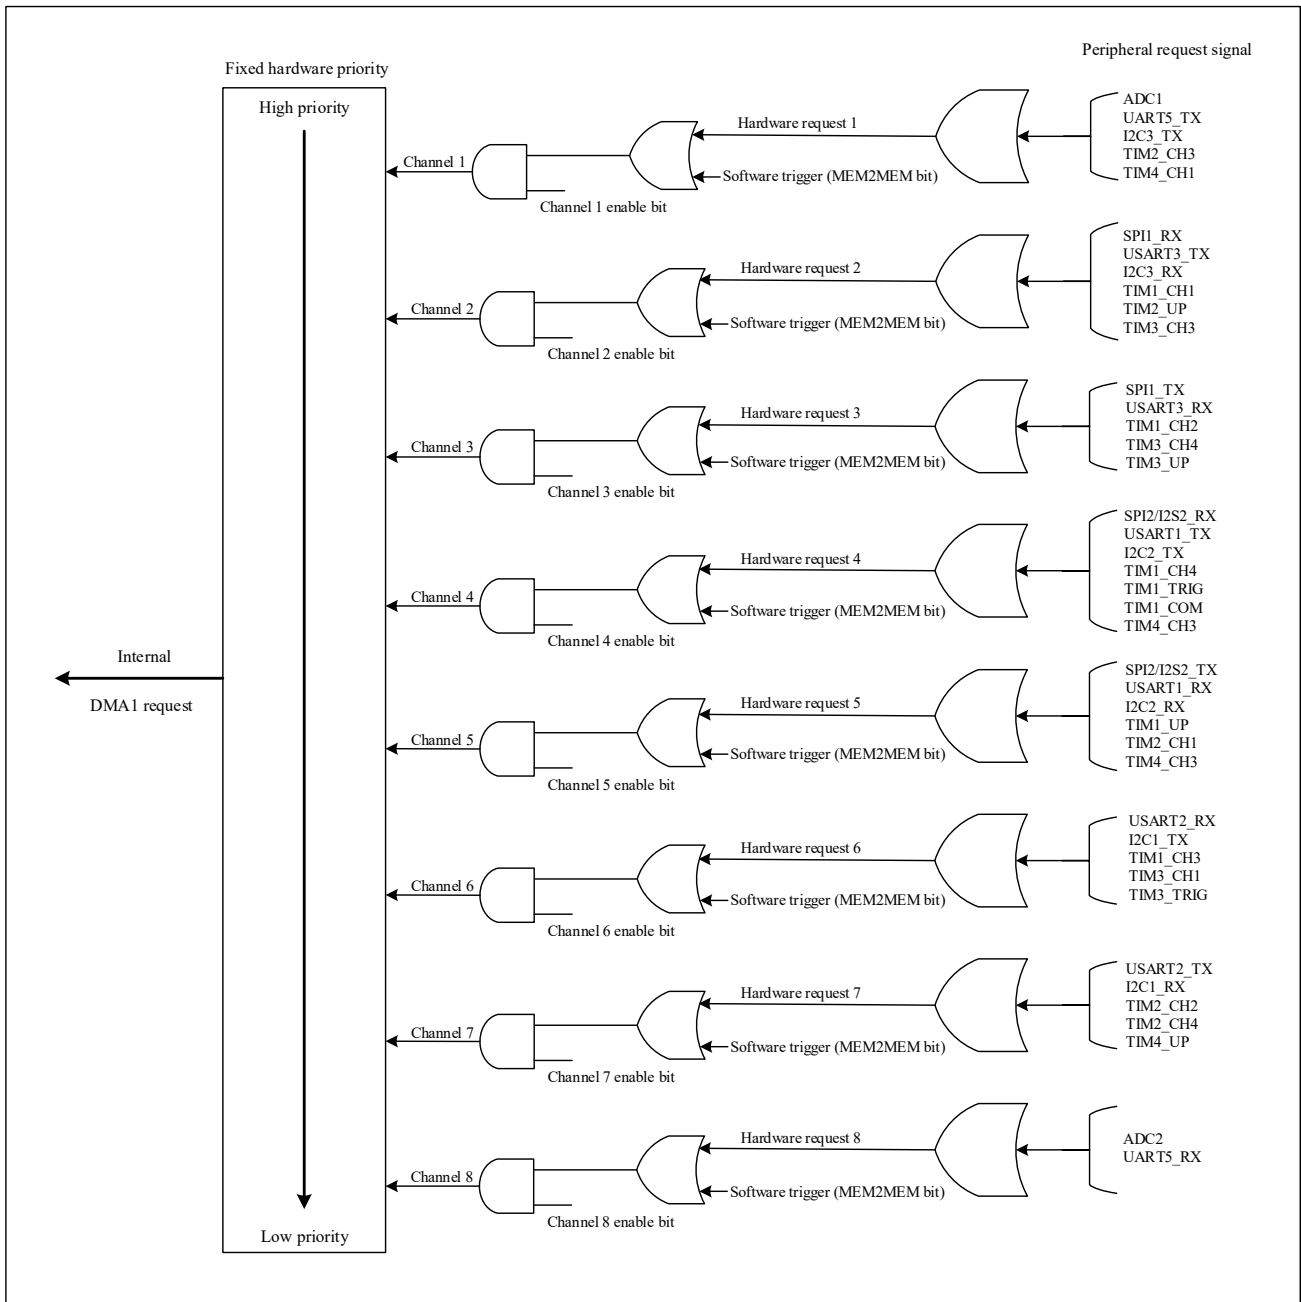 Peripheral request signal
Fixed hardware priority
High priority
ADC1
UART5_TX
I2C3_TX
TIM2_CH3
TIM4_CH1
Hardware request 1
Channel 1
Software trigger (MEM2MEM bit)
Channel 1 enable bit
SPI1_RX
USART3_TX
I2C3_RX
TIM1_CH1
TIM2_UP
TIM3_CH3
Hardware request 2
Channel 2
Software trigger (MEM2MEM bit)
Channel 2 enable bit
SPI1_TX
USART3_RX
TIM1_CH2
TIM3_CH4
TIM3_UP
Hardware request 3
Channel 3
Software trigger (MEM2MEM bit)
Channel 3 enable bit
SPI2/I2S2_RX
USART1_TX
I2C2_TX
TIM1_CH4
TIM1_TRIG
TIM1_COM
TIM4_CH3
Hardware request 4
Channel 4
Software trigger (MEM2MEM bit)
Channel 4 enable bit
Internal
DMA1 request
SPI2/I2S2_TX
USART1_RX
I2C2_RX
TIM1_UP
TIM2_CH1
TIM4_CH3
Hardware request 5
Channel 5
Software trigger (MEM2MEM bit)
Channel 5 enable bit
USART2_RX
I2C1_TX
TIM1_CH3
TIM3_CH1
TIM3_TRIG
Hardware request 6
Channel 6
Software trigger (MEM2MEM bit)
Channel 6 enable bit
USART2_TX
I2C1_RX
TIM2_CH2
TIM2_CH4
TIM4_UP
Hardware request 7
Channel 7
Software trigger (MEM2MEM bit)
Channel 7 enable bit
ADC2
UART5_RX
Hardware request 8
Channel 8
Software trigger (MEM2MEM bit)
Channel 8 enable bit
Low priority